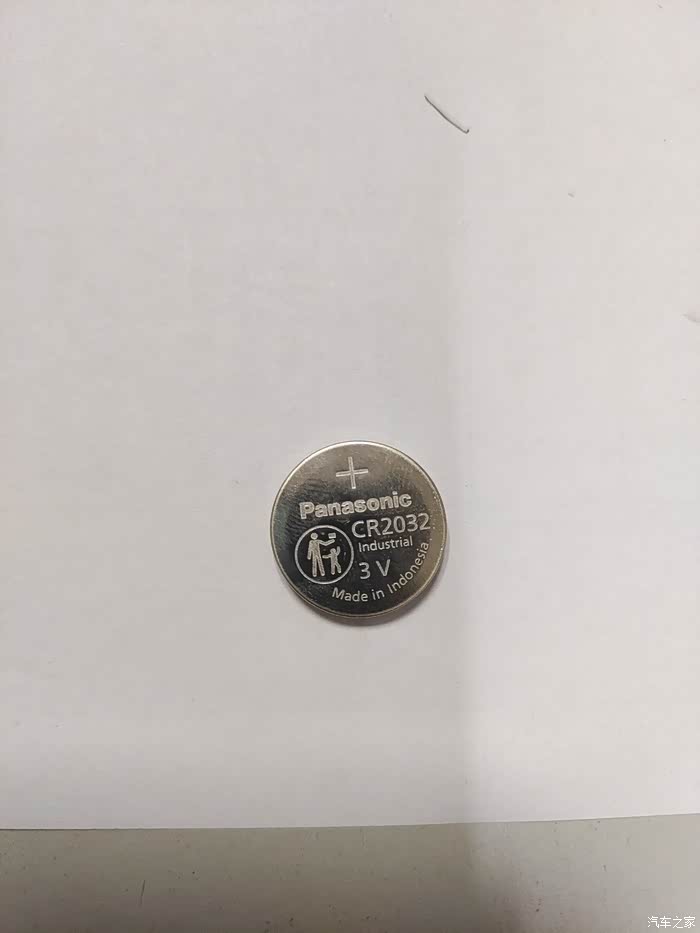 +
Panasonic
CR2032
Industrial
3 V
Made in Indonesia
汽车之家